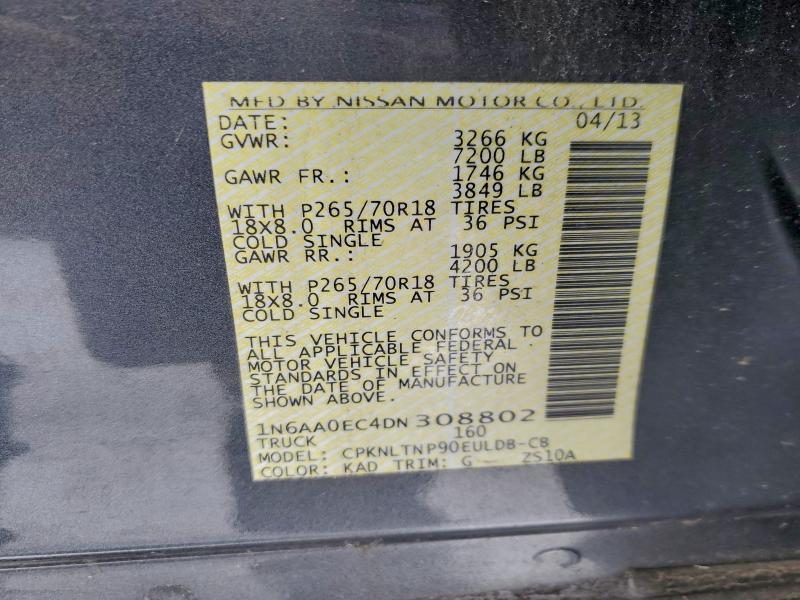 MFD BY NISSAN MOTOR CO., LTD.
DATE: 04/13
GVWR: 3266 KG
7200 LB
GAWR FR.: 1746 KG
3849 LB
WITH P265/70R18 TIRES
18X8.0 RIMS AT 36 PSI
COLD SINGLE
GAWR RR.: 1905 KG
4200 LB
WITH P265/70R18 TIRES
18X8.0 RIMS AT 36 PSI
COLD SINGLE
THIS VEHICLE CONFORMS TO
ALL APPLICABLE FEDERAL
MOTOR VEHICLE SAFETY
STANDARDS IN EFFECT ON
THE DATE OF MANUFACTURE
SHOWN ABOVE.
1N6AA0EC4DN 308802
TRUCK 160
MODEL: CPKNLTNP90EULDB-CB
COLOR: KAD TRIM: G ZS10A